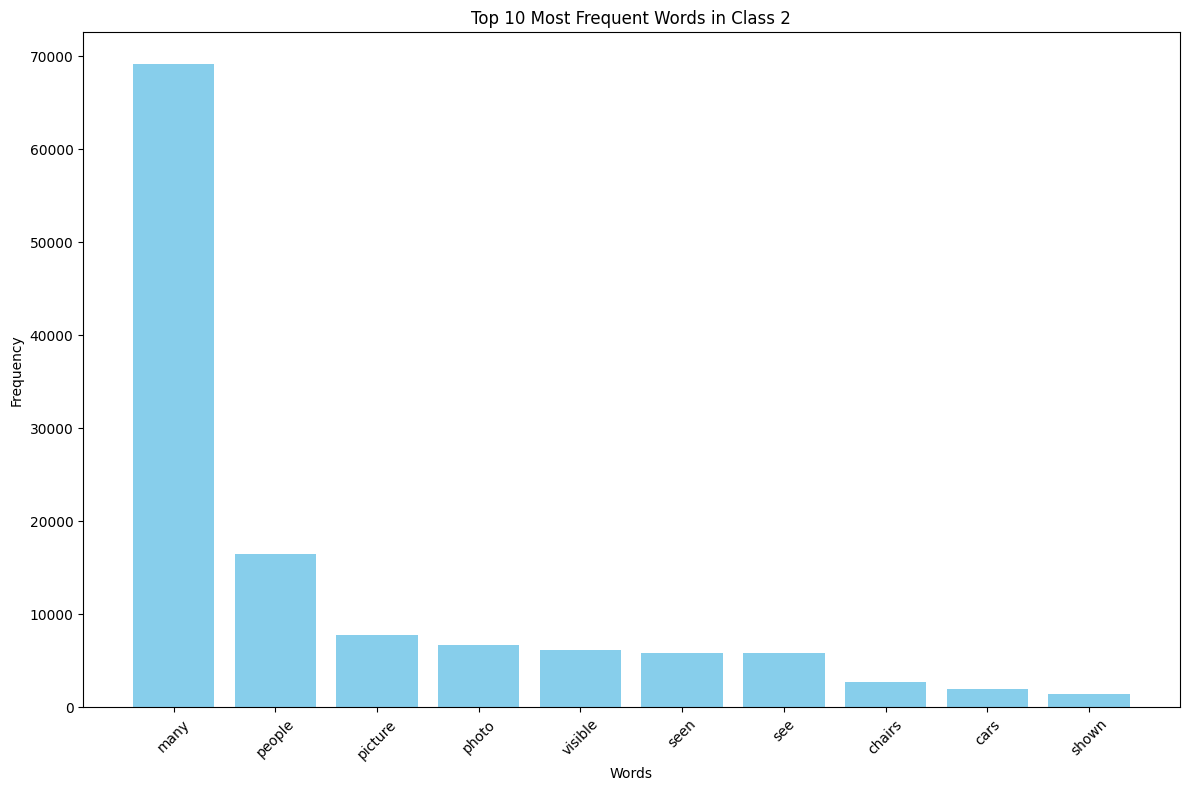 Top 10 Most Frequent Words in Class 2
70000
60000
50000
40000
30000
20000
10000
0
Frequency
many people picture photo visible seen see chairs cars shown
Words